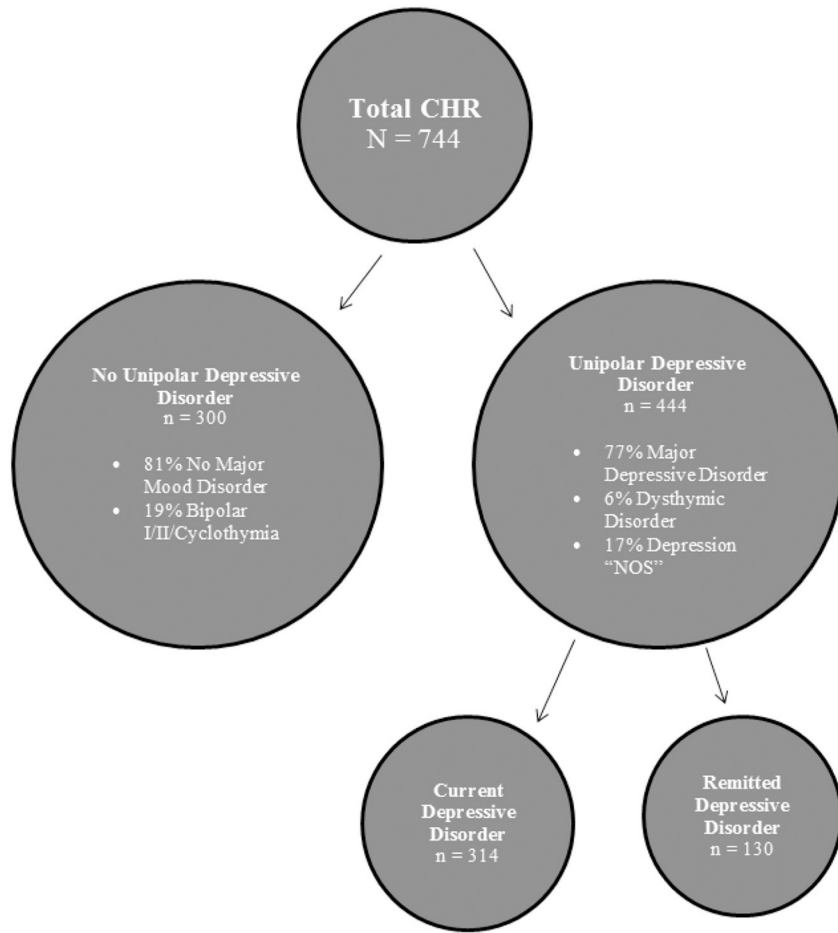 Total CHR
N = 744
No Unipolar Depressive
Disorder
n = 300
• 81% No Major
Mood Disorder
• 19% Bipolar
I/II/Cyclothymia
Unipolar Depressive
Disorder
n = 444
• 77% Major
Depressive Disorder
• 6% Dysthymic
Disorder
• 17% Depression
“NOS”
Current
Depressive
Disorder
n = 314
Remitted
Depressive
Disorder
n = 130